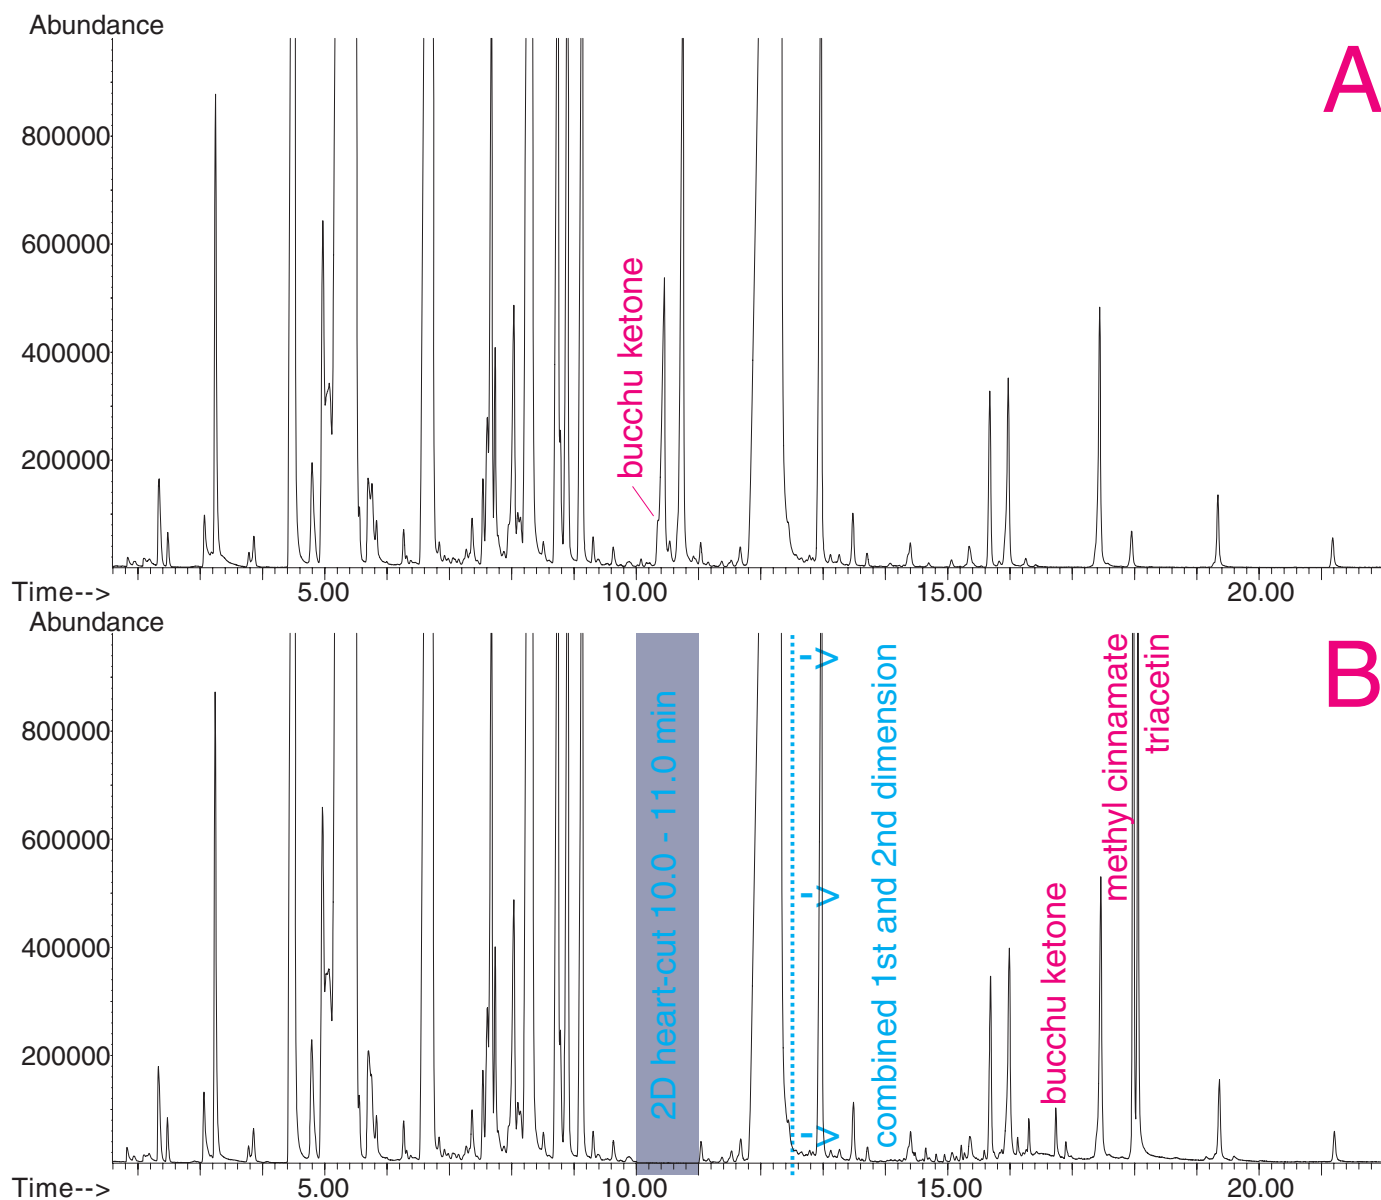 Abundance
A
800000
600000
400000
200000
bucchu ketone
Time-->
5.00
10.00
15.00
20.00
Abundance
B
800000
600000
400000
200000
2D heart-cut 10.0 - 11.0 min
->
->
->
combined 1st and 2nd dimension
bucchu ketone
methyl cinnamate
triacetin
Time-->
5.00
10.00
15.00
20.00